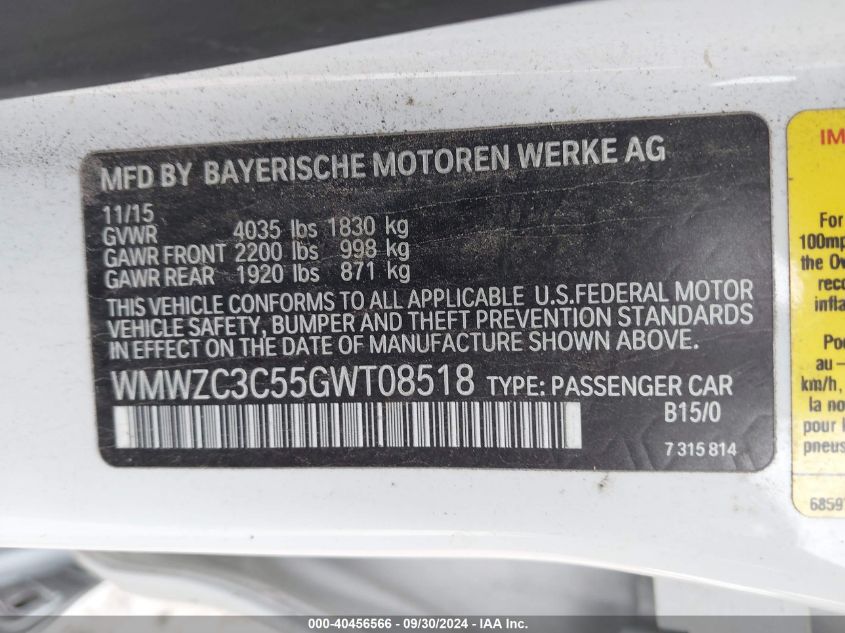 MFD BY BAYERISCHE MOTOREN WERKE AG
11/15
GVWR 4035 lbs 1830 kg
GAWR FRONT 2200 lbs 998 kg
GAWR REAR 1920 lbs 871 kg
THIS VEHICLE CONFORMS TO ALL APPLICABLE U.S.FEDERAL MOTOR
VEHICLE SAFETY, BUMPER AND THEFT PREVENTION STANDARDS
IN EFFECT ON THE DATE OF MANUFACTURE SHOWN ABOVE.
WMWZC3C55GWT08518 TYPE: PASSENGER CAR
B15/0
7 315 814
IM
For
100mp
the Ow
reco
infla
Po
au —
km/h,
la no
pour l
pneus
6859
000-40456566 - 09/30/2024 - IAA Inc.